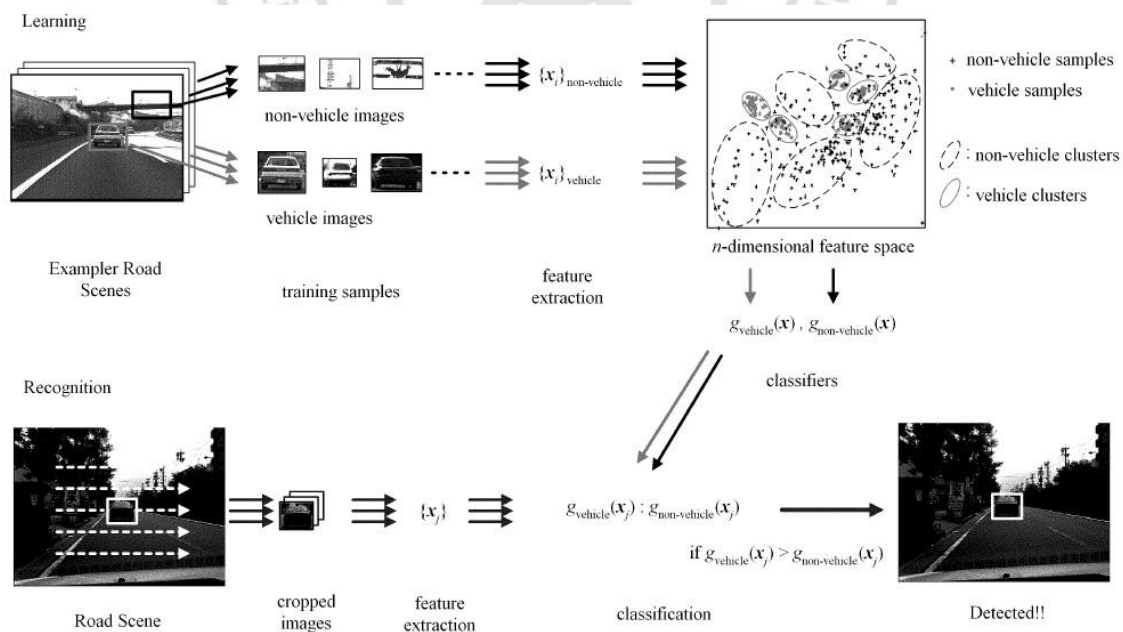 Learning
non-vehicle images
{x_i}non-vehicle
vehicle images
{x_i}vehicle
+ non-vehicle samples
vehicle samples
: non-vehicle clusters
: vehicle clusters
n-dimensional feature space
Exampler Road
Scenes
training samples
feature
extraction
g_vehicle(x) , g_non-vehicle(x)
classifiers
Recognition
{x_j}
g_vehicle(x_j) : g_non-vehicle(x_j)
if g_vehicle(x_j) > g_non-vehicle(x_j)
Road Scene
cropped
images
feature
extraction
classification
Detected!!